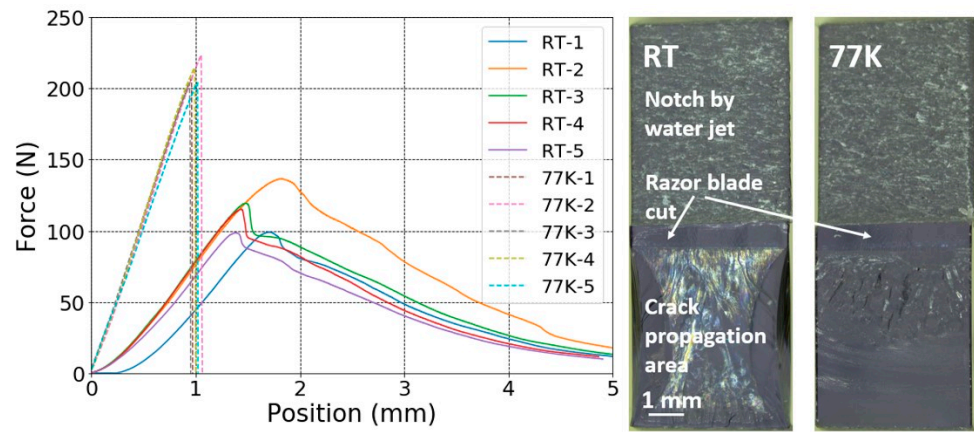 250
200
150
100
50
0
Force (N)
0
1
2
3
4
5
Position (mm)
RT-1
RT-2
RT-3
RT-4
RT-5
77K-1
77K-2
77K-3
77K-4
77K-5
RT
Notch by
water jet
Razor blade
cut
Crack
propagation
area
1 mm
77K